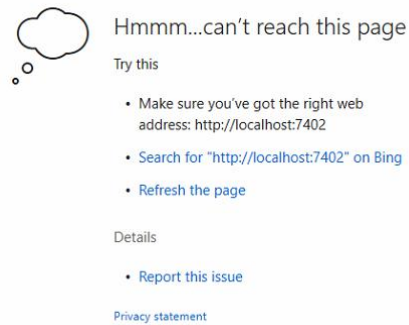 Hmmm...can’t reach this page
Try this
• Make sure you’ve got the right web
address: http://localhost:7402
• Search for "http://localhost:7402" on Bing
• Refresh the page
Details
• Report this issue
Privacy statement